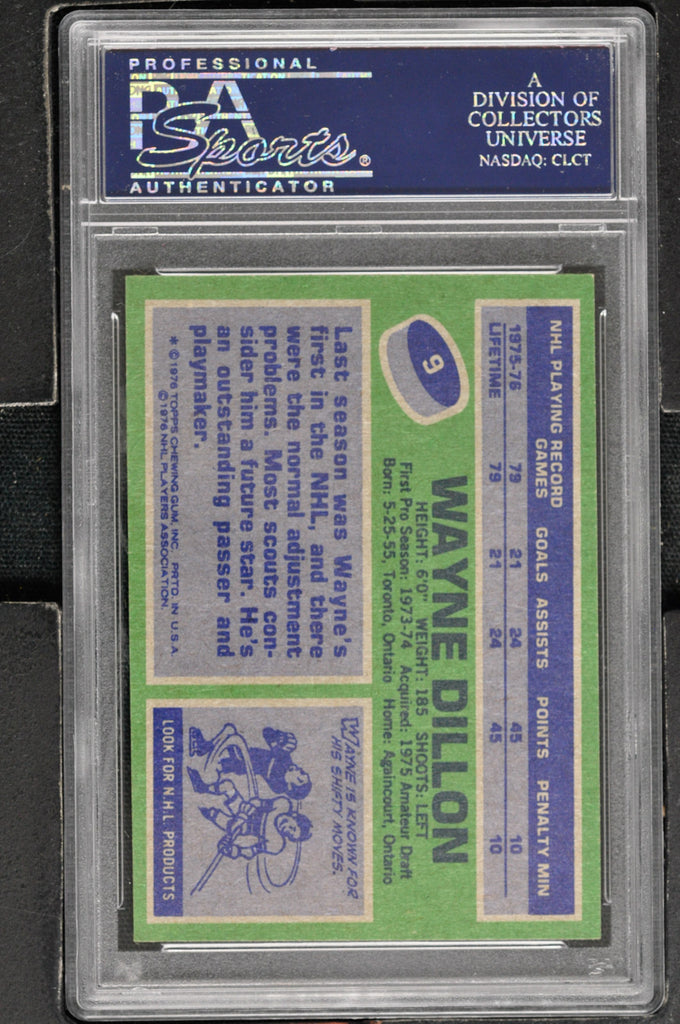 PROFESSIONAL
PSA
Sports®
AUTHENTICATOR
A
DIVISION OF
COLLECTORS
UNIVERSE
NASDAQ: CLCT
NHL PLAYING RECORD
GAMES GOALS ASSISTS POINTS PENALTY MIN
1975-76 79 21 24 45 10
LIFETIME 79 21 24 45 10
9
WAYNE DILLON
HEIGHT: 6'0" WEIGHT: 185 SHOOTS: LEFT
First Pro Season: 1973-74 Acquired: 1975 Amateur Draft
Born: 5-25-55, Toronto, Ontario Home: Againcourt, Ontario
Last season was Wayne's
first in the NHL, and there
were the normal adjustment
problems. Most scouts con-
sider him a future star. He's
an outstanding passer and
playmaker.
* © 1976 TOPPS CHEWING GUM, INC. PRTD. IN U.S.A.
© 1976 NHL PLAYERS ASSOCIATION.
WAYNE IS KNOWN FOR
HIS SHIFTY MOVES.
LOOK FOR N.H.L PRODUCTS